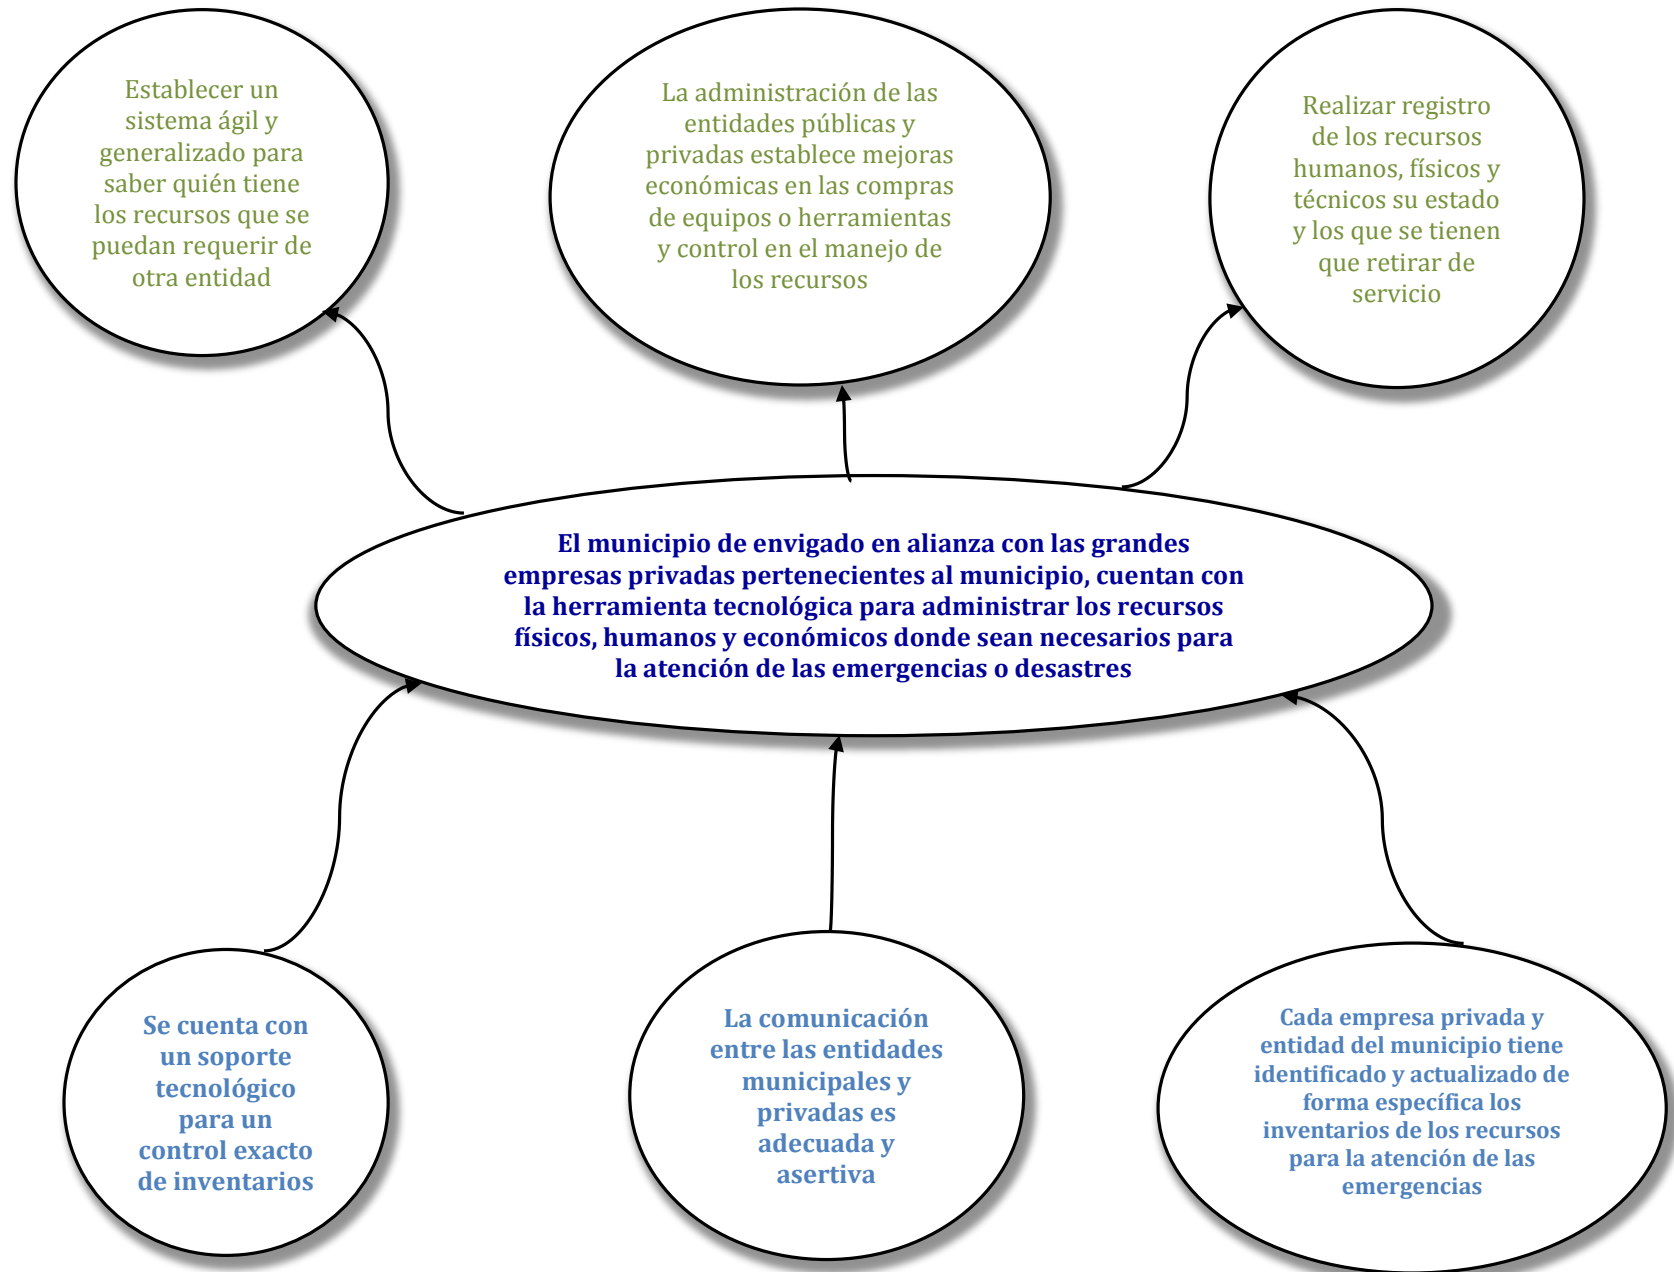 Establecer un
sistema ágil y
generalizado para
saber quién tiene
los recursos que se
puedan requerir de
otra entidad
La administración de las
entidades públicas y
privadas establece mejoras
económicas en las compras
de equipos o herramientas
y control en el manejo de
los recursos
Realizar registro
de los recursos
humanos, físicos y
técnicos su estado
y los que se tienen
que retirar de
servicio
El municipio de envigado en alianza con las grandes
empresas privadas pertenecientes al municipio, cuentan con
la herramienta tecnológica para administrar los recursos
físicos, humanos y económicos donde sean necesarios para
la atención de las emergencias o desastres
Se cuenta con
un soporte
tecnológico
para un
control exacto
de inventarios
La comunicación
entre las entidades
municipales y
privadas es
adecuada y
asertiva
Cada empresa privada y
entidad del municipio tiene
identificado y actualizado de
forma específica los
inventarios de los recursos
para la atención de las
emergencias